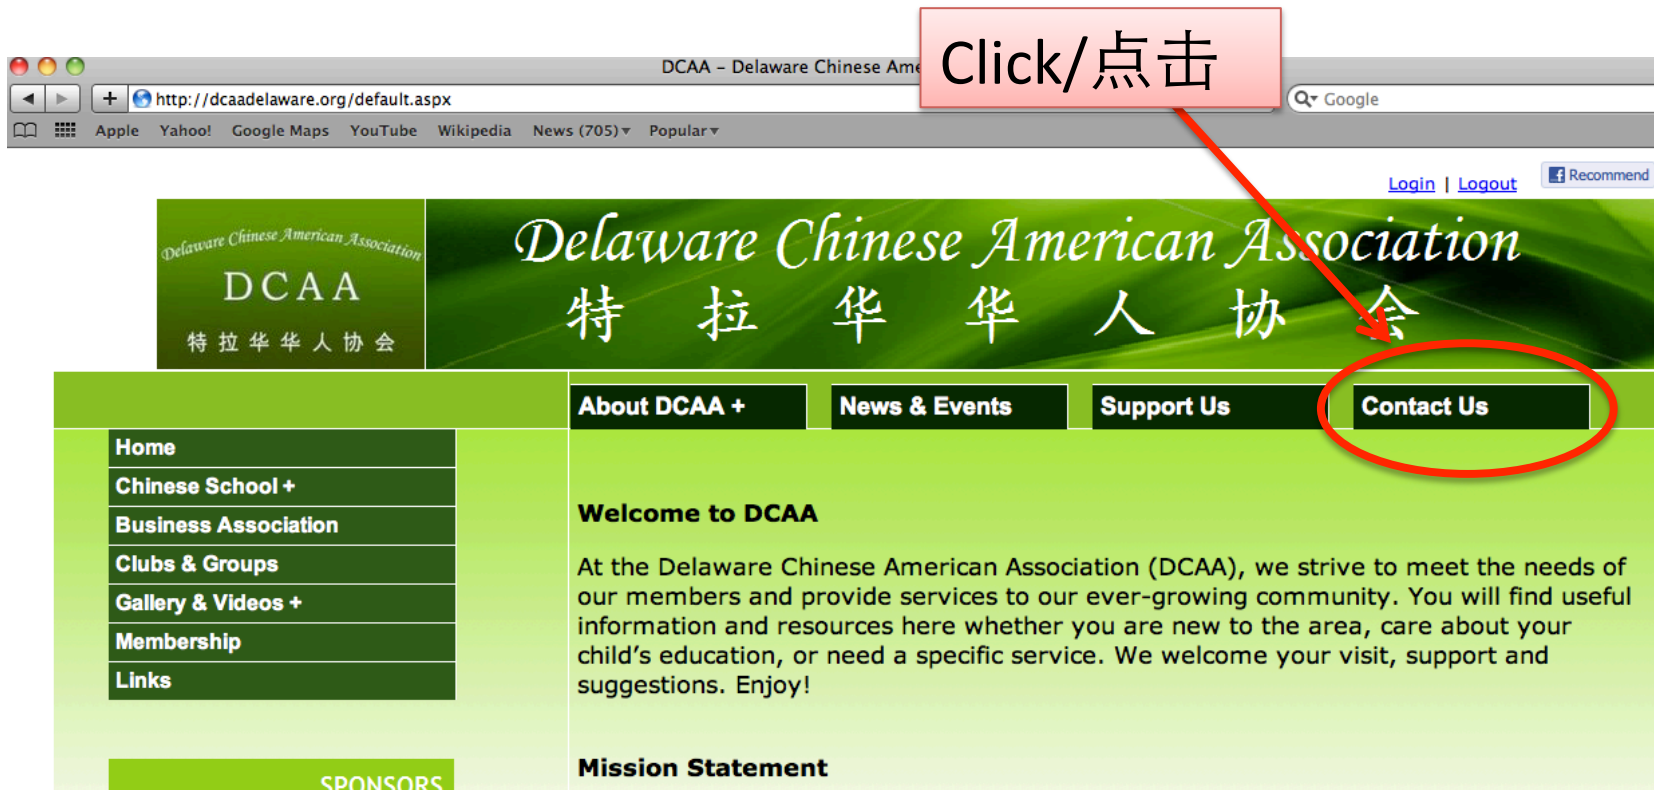 Click/点击
DCAA – Delaware Chinese Ame
http://dcaadelaware.org/default.aspx
Google
Apple Yahoo! Google Maps YouTube Wikipedia News (705) Popular
Login | Logout
Recommend
Delaware Chinese American Association
DCAA
特拉华华人协会
Delaware Chinese American Association
特拉华华人协会
About DCAA + News & Events Support Us Contact Us
Home
Chinese School +
Business Association
Clubs & Groups
Gallery & Videos +
Membership
Links
SPONSORS
Welcome to DCAA
At the Delaware Chinese American Association (DCAA), we strive to meet the needs of
our members and provide services to our ever-growing community. You will find useful
information and resources here whether you are new to the area, care about your
child's education, or need a specific service. We welcome your visit, support and
suggestions. Enjoy!
Mission Statement